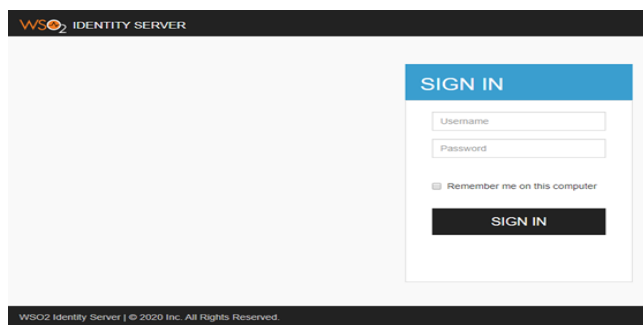 WSO2 IDENTITY SERVER
SIGN IN
Username
Password
Remember me on this computer
SIGN IN
WSO2 Identity Server | © 2020 Inc. All Rights Reserved.